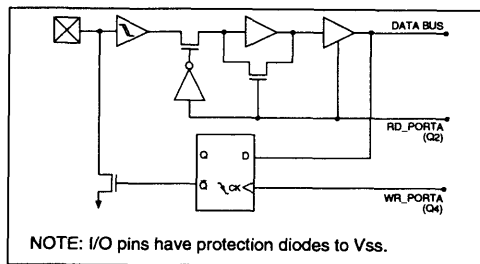 DATA BUS
RD_PORTA
(Q2)
Q
D
Q̅
CK
WR_PORTA
(Q4)
NOTE: I/O pins have protection diodes to Vss.